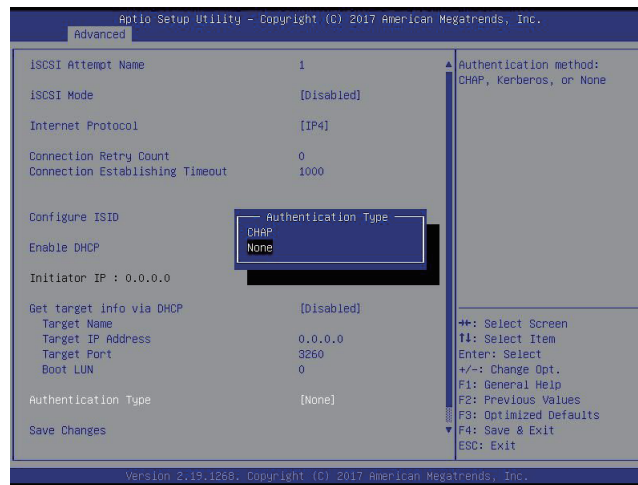 Aptio Setup Utility – Copyright (C) 2017 American Megatrends, Inc.
Advanced
iSCSI Attempt Name 1
iSCSI Mode [Disabled]
Internet Protocol [IP4]
Connection Retry Count 0
Connection Establishing Timeout 1000
Configure ISID
Enable DHCP
Initiator IP : 0.0.0.0
Get target info via DHCP [Disabled]
Target Name
Target IP Address 0.0.0.0
Target Port 3260
Boot LUN 0
Authentication Type [None]
Save Changes
Authentication Type
CHAP
None
Authentication method:
CHAP, Kerberos, or None
→←: Select Screen
↑↓: Select Item
Enter: Select
+/-: Change Opt.
F1: General Help
F2: Previous Values
F3: Optimized Defaults
F4: Save & Exit
ESC: Exit
Version 2.19.1268. Copyright (C) 2017 American Megatrends, Inc.